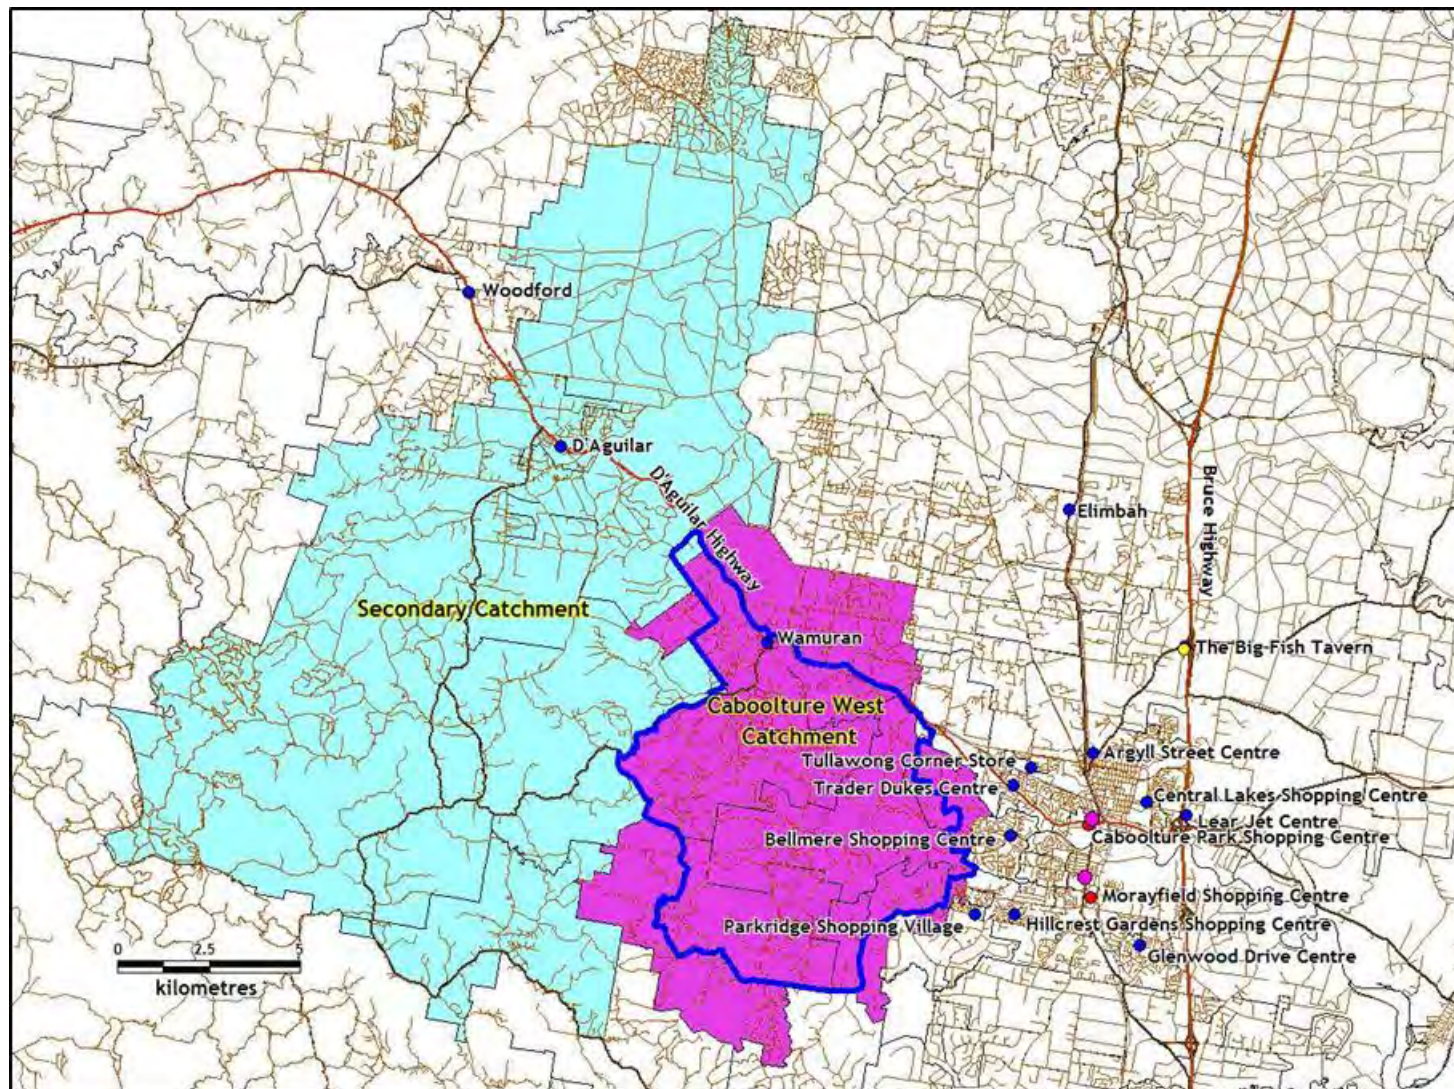 Woodford
D'Aguilar
D'Aguilar Highway
Bruce Highway
Elimbah
Secondary Catchment
Wamuran
The Big Fish Tavern
Caboolture West
Catchment
Argyll Street Centre
Tullawong Corner Store
Trader Dukes Centre
Central Lakes Shopping Centre
Lear Jet Centre
Bellmere Shopping Centre
Caboolture Park Shopping Centre
Morayfield Shopping Centre
Parkridge Shopping Village
Hillcrest Gardens Shopping Centre
Glenwood Drive Centre
0 2.5 5
kilometres